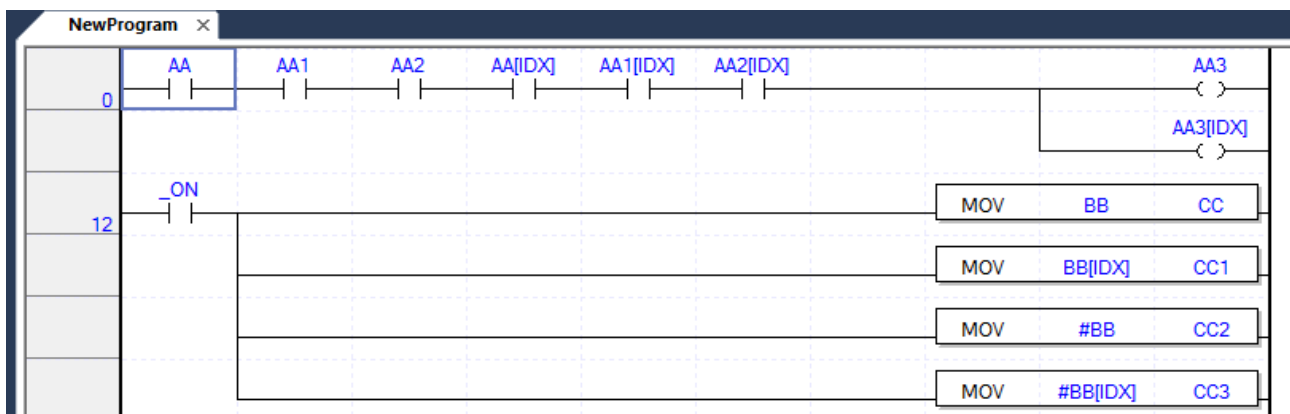 NewProgram ×
AA AA1 AA2 AA[IDX] AA1[IDX] AA2[IDX] AA3
0
AA3[IDX]
_ON
12
MOV BB CC
MOV BB[IDX] CC1
MOV #BB CC2
MOV #BB[IDX] CC3